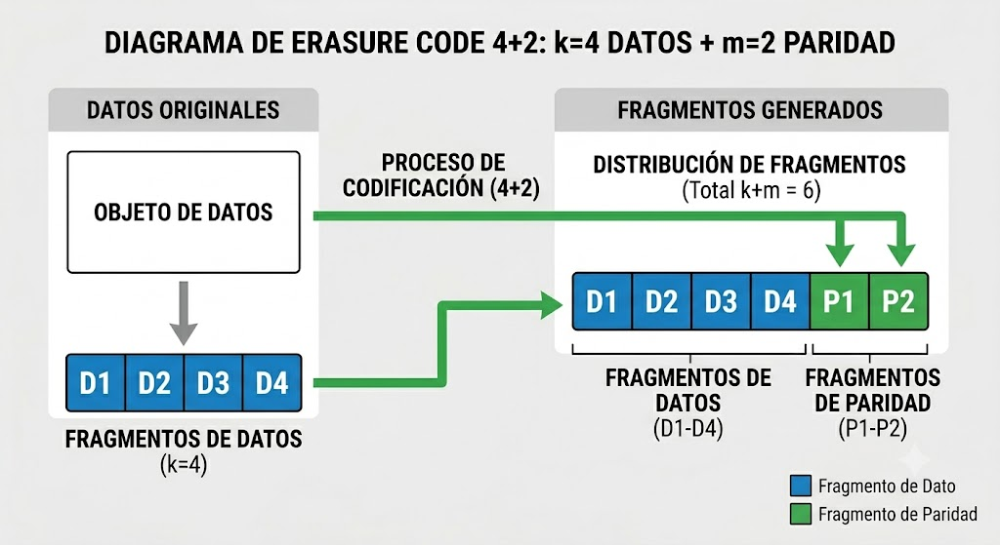 DIAGRAMA DE ERASURE CODE 4+2: k=4 DATOS + m=2 PARIDAD
DATOS ORIGINALES
OBJETO DE DATOS
D1 D2 D3 D4
FRAGMENTOS DE DATOS
(k=4)
PROCESO DE
CODIFICACIÓN (4+2)
FRAGMENTOS GENERADOS
DISTRIBUCIÓN DE FRAGMENTOS
(Total k+m = 6)
D1 D2 D3 D4 P1 P2
FRAGMENTOS DE
DATOS
(D1-D4)
FRAGMENTOS
DE PARIDAD
(P1-P2)
Fragmento de Dato
Fragmento de Paridad